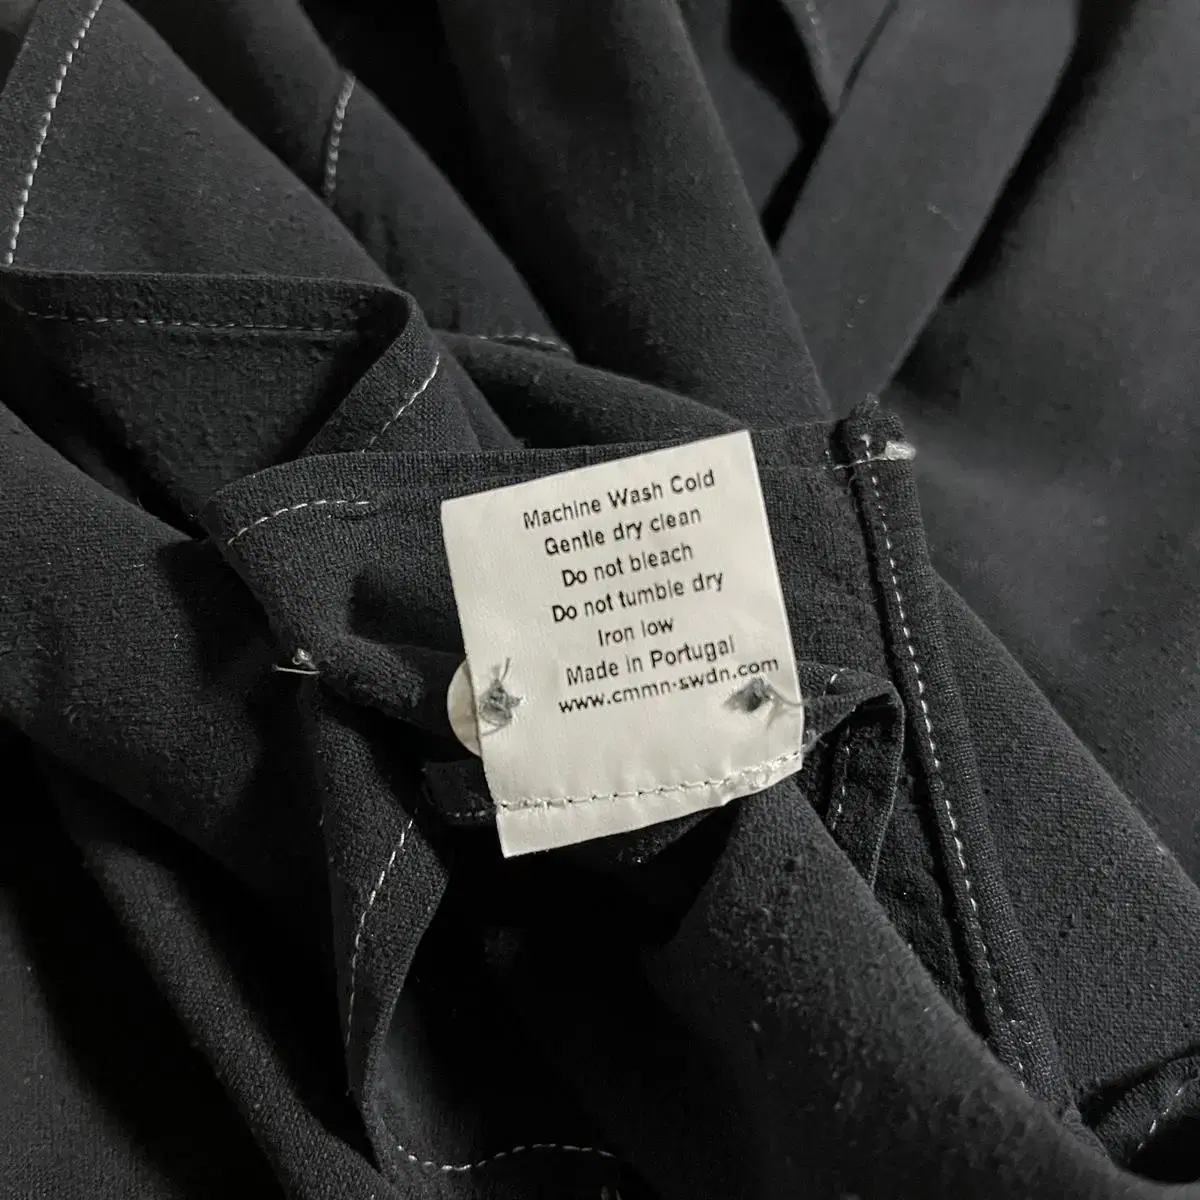 Machine Wash Cold
Gentle dry clean
Do not bleach
Do not tumble dry
Iron low
Made in Portugal
www.cmmn-swdn.com